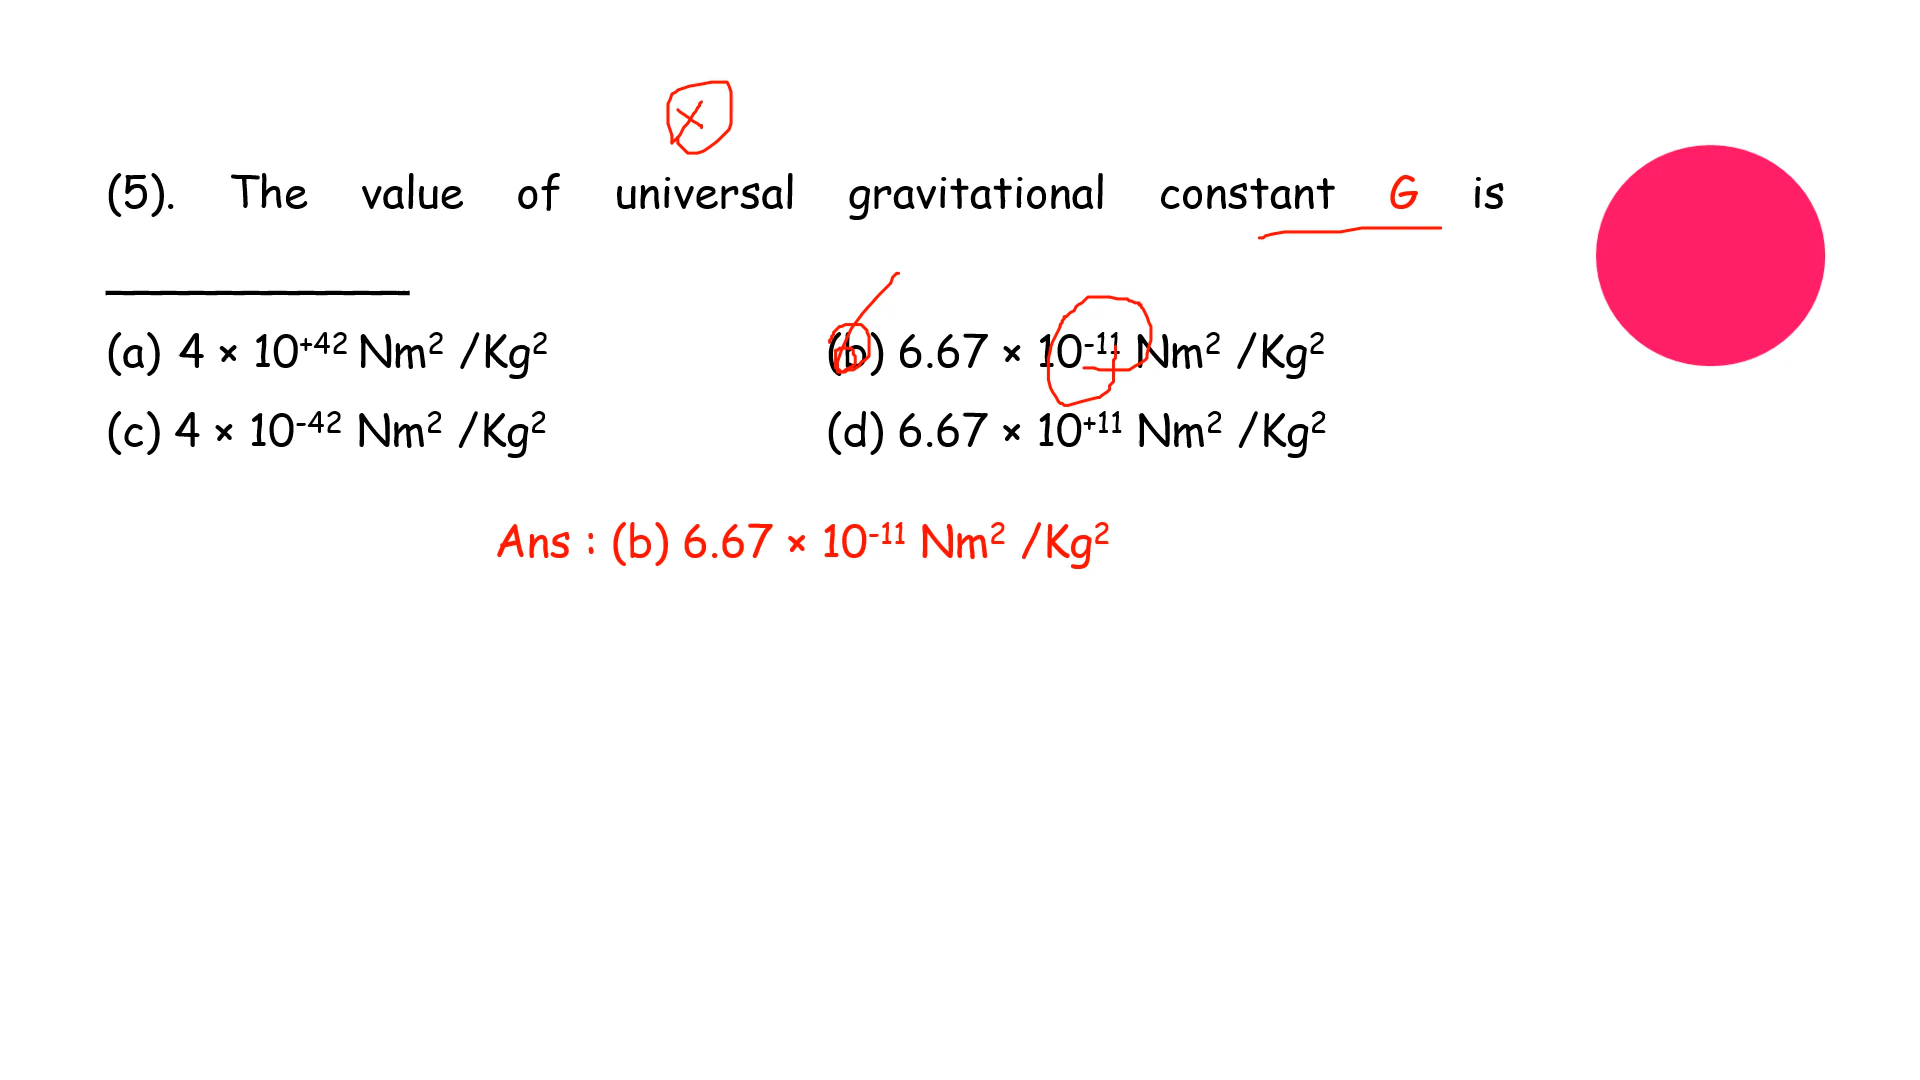 (5). The value of universal gravitational constant G is
____________
(a) 4 × 10⁺⁴² Nm² /Kg² (b) 6.67 × 10⁻¹¹ Nm² /Kg²
(c) 4 × 10⁻⁴² Nm² /Kg² (d) 6.67 × 10⁺¹¹ Nm² /Kg²
Ans : (b) 6.67 × 10⁻¹¹ Nm² /Kg²